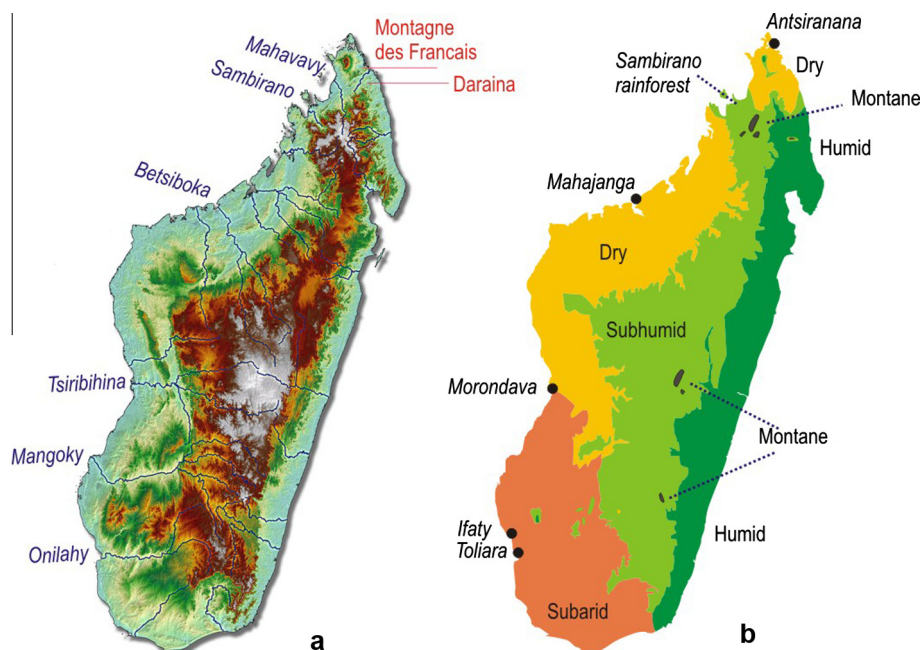 Montagne
des Francais
Daraina
Mahavavy
Sambirano
Betsiboka
Tsiribihina
Mangoky
Onilahy
a
Antsiranana
Sambirano
rainforest
Dry
Montane
Humid
Mahajanga
Dry
Subhumid
Morondava
Montane
Ifaty
Toliara
Humid
Subarid
b